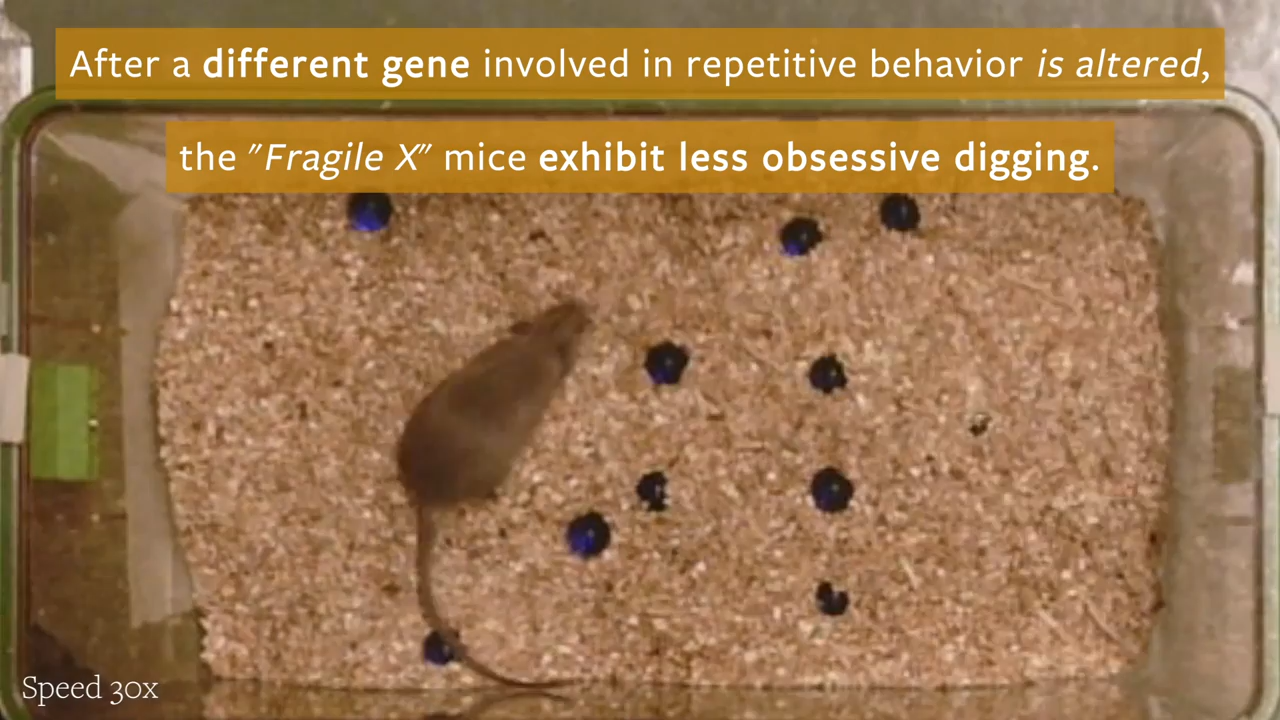 After a different gene involved in repetitive behavior is altered,
the "Fragile X" mice exhibit less obsessive digging.
Speed 30x